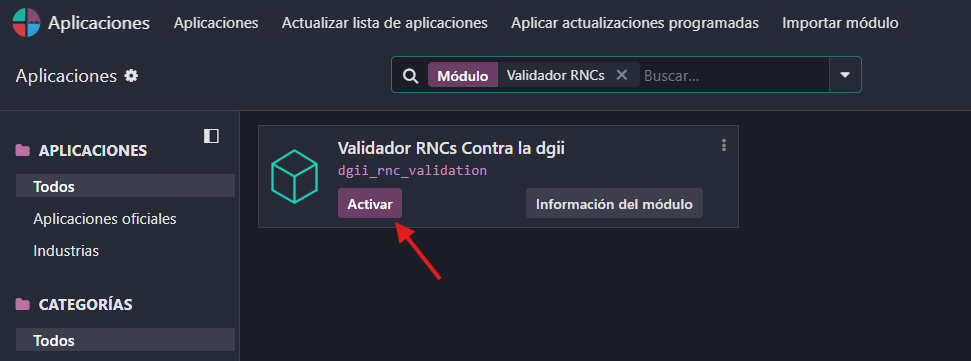 Aplicaciones Aplicaciones Actualizar lista de aplicaciones Aplicar actualizaciones programadas Importar módulo
Aplicaciones Módulo Validador RNCs Buscar...
APLICACIONES
Todos
Aplicaciones oficiales
Industrias
CATEGORÍAS
Todos
Validador RNCs Contra la dgii
dgii_rnc_validation
Activar Información del módulo